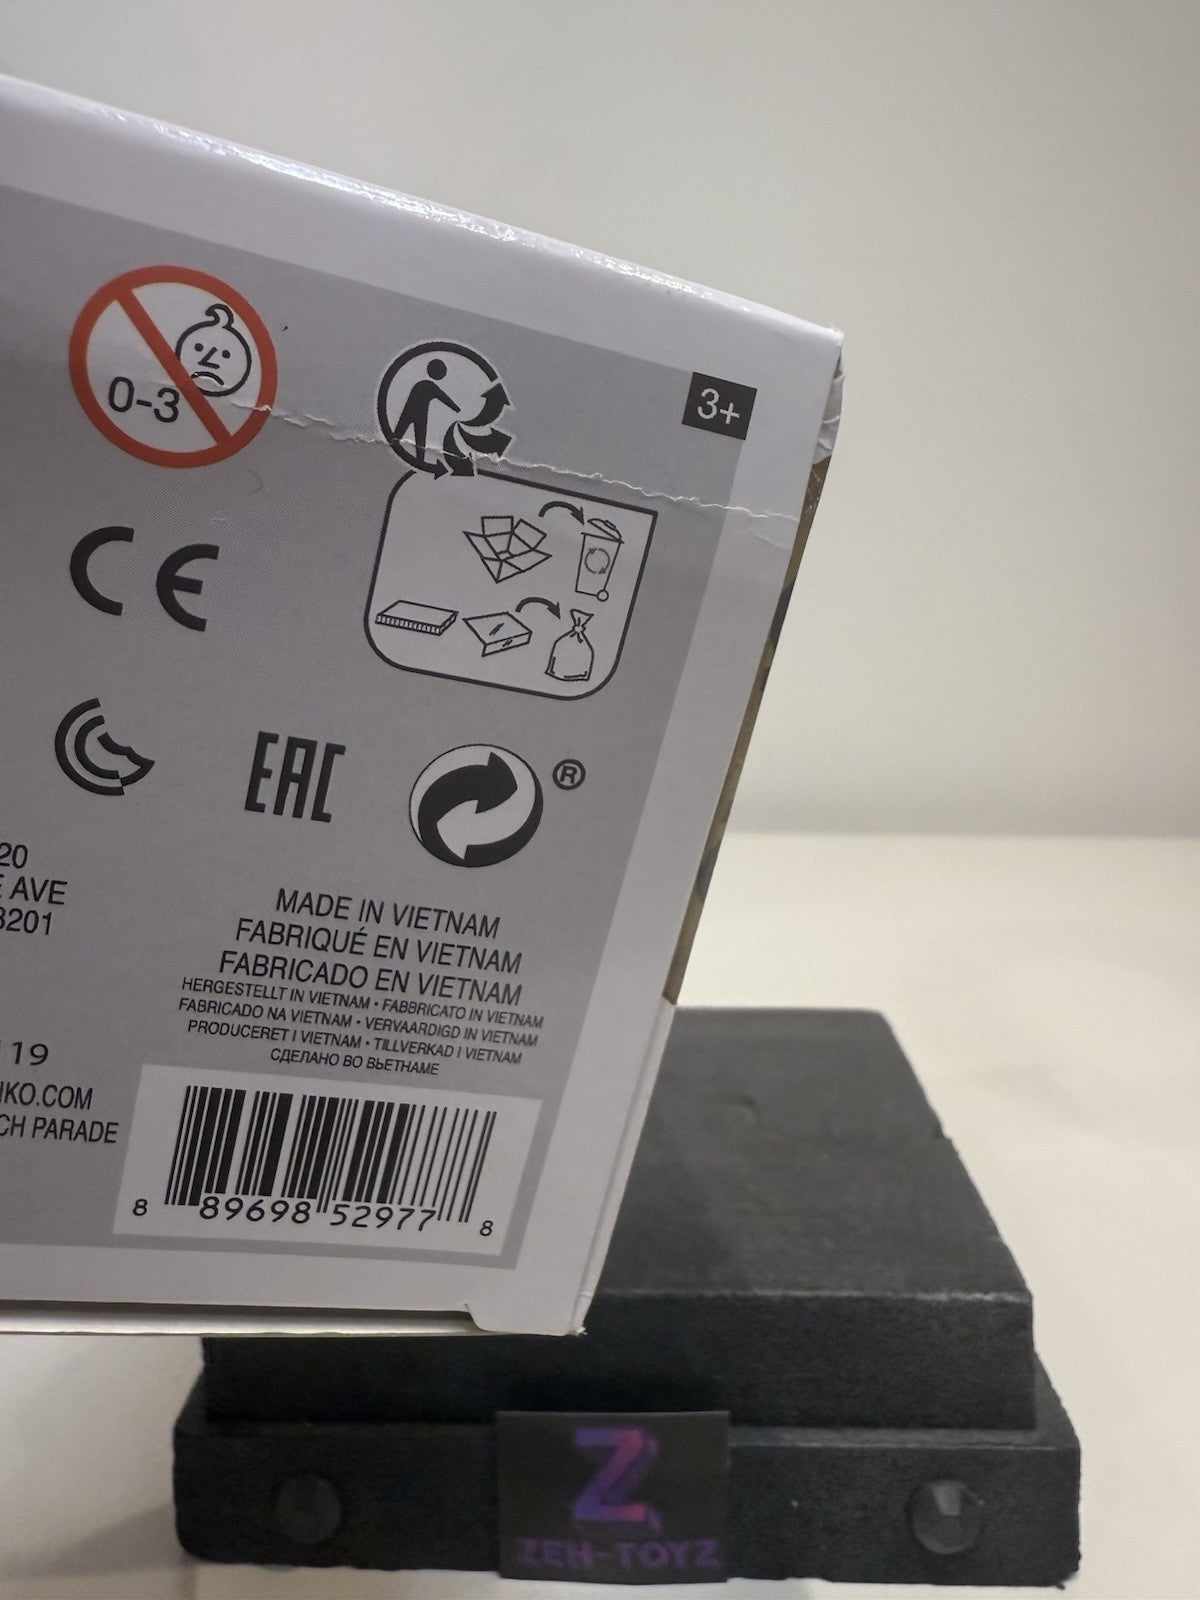 0-3
3+
CE
EAC
®
20
E AVE
3201
MADE IN VIETNAM
FABRIQUÉ EN VIETNAM
FABRICADO EN VIETNAM
HERGESTELLT IN VIETNAM • FABBRICATO IN VIETNAM
FABRICADO NA VIETNAM • VERVAARDIGD IN VIETNAM
PRODUCERET I VIETNAM • TILLVERKAD I VIETNAM
СДЕЛАНО ВО ВЬЕТНАМЕ
19
NKO.COM
CH PARADE
8 89698 52977 8
Z
ZEH-TOYZ